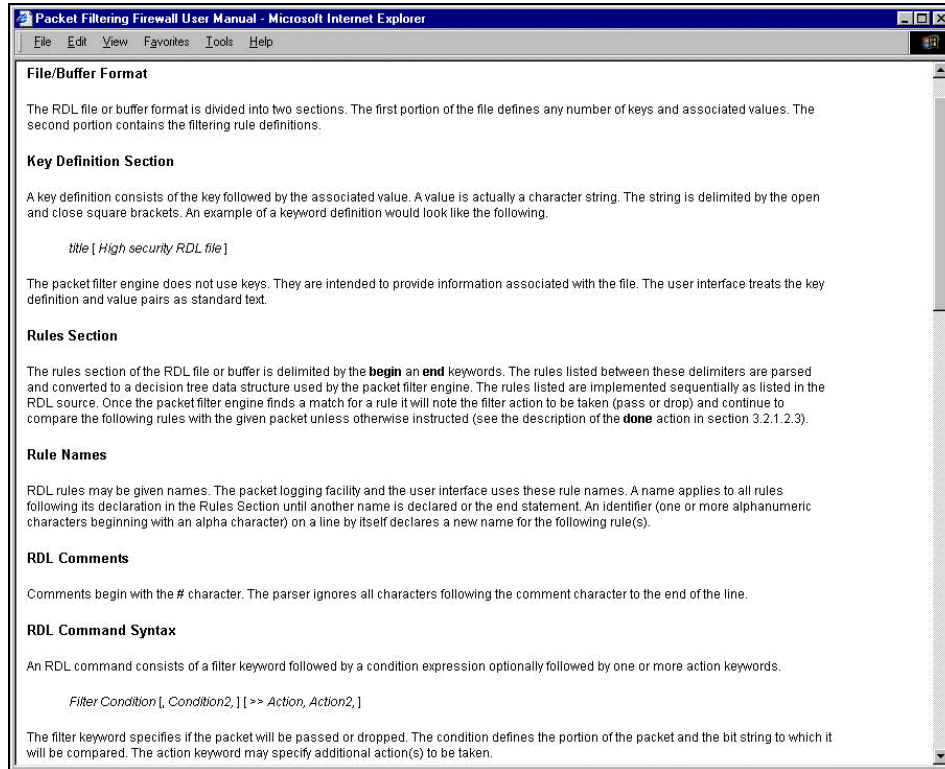 Packet Filtering Firewall User Manual - Microsoft Internet Explorer
File Edit View Favorites Tools Help
File/Buffer Format
The RDL file or buffer format is divided into two sections. The first portion of the file defines any number of keys and associated values. The
second portion contains the filtering rule definitions.
Key Definition Section
A key definition consists of the key followed by the associated value. A value is actually a character string. The string is delimited by the open
and close square brackets. An example of a keyword definition would look like the following.
title [ High security RDL file ]
The packet filter engine does not use keys. They are intended to provide information associated with the file. The user interface treats the key
definition and value pairs as standard text.
Rules Section
The rules section of the RDL file or buffer is delimited by the begin an end keywords. The rules listed between these delimiters are parsed
and converted to a decision tree data structure used by the packet filter engine. The rules listed are implemented sequentially as listed in the
RDL source. Once the packet filter engine finds a match for a rule it will note the filter action to be taken (pass or drop) and continue to
compare the following rules with the given packet unless otherwise instructed (see the description of the done action in section 3.2.1.2.3).
Rule Names
RDL rules may be given names. The packet logging facility and the user interface uses these rule names. A name applies to all rules
following its declaration in the Rules Section until another name is declared or the end statement. An identifier (one or more alphanumeric
characters beginning with an alpha character) on a line by itself declares a new name for the following rule(s).
RDL Comments
Comments begin with the # character. The parser ignores all characters following the comment character to the end of the line.
RDL Command Syntax
An RDL command consists of a filter keyword followed by a condition expression optionally followed by one or more action keywords.
Filter Condition [, Condition2, ] [ >> Action, Action2, ]
The filter keyword specifies if the packet will be passed or dropped. The condition defines the portion of the packet and the bit string to which it
will be compared. The action keyword may specify additional action(s) to be taken.